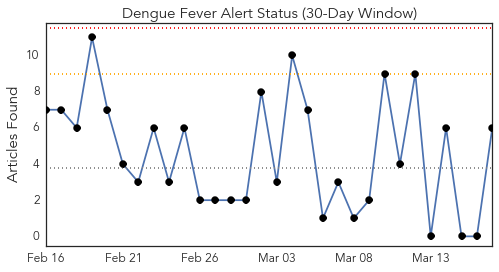 Dengue Fever Alert Status (30-Day Window)
Articles Found
10
8
6
4
2
0
Feb 16 Feb 21 Feb 26 Mar 03 Mar 08 Mar 13